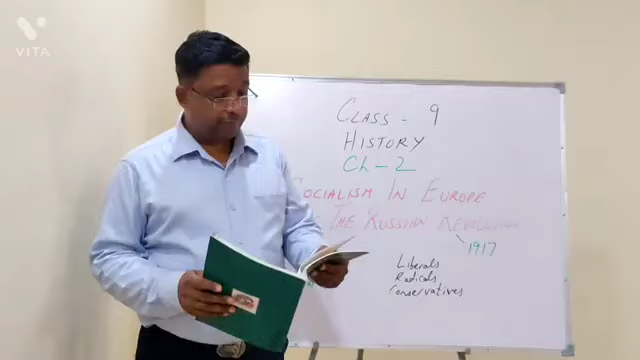 VITA
CLASS - 9
HISTORY
Ch - 2
SOCIALISM IN EUROPE
THE RUSSIAN REVOLUTION
1917
Liberals
Radicals
Conservatives